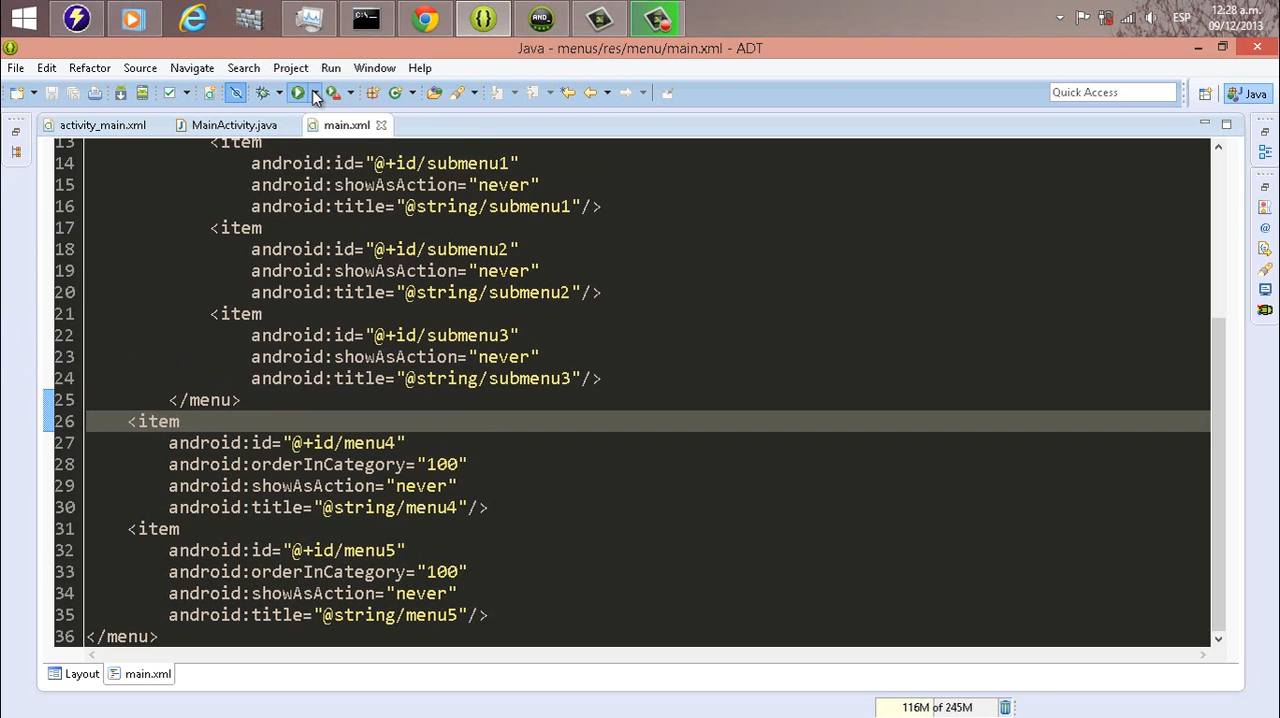 AND_
ESP
12:28 a.m.
09/12/2013
Java - menus/res/menu/main.xml - ADT
File Edit Refactor Source Navigate Search Project Run Window Help
Quick Access
Java
activity_main.xml MainActivity.java main.xml
13 <item
14 android:id="@+id/submenu1"
15 android:showAsAction="never"
16 android:title="@string/submenu1"/>
17 <item
18 android:id="@+id/submenu2"
19 android:showAsAction="never"
20 android:title="@string/submenu2"/>
21 <item
22 android:id="@+id/submenu3"
23 android:showAsAction="never"
24 android:title="@string/submenu3"/>
25 </menu>
26 <item
27 android:id="@+id/menu4"
28 android:orderInCategory="100"
29 android:showAsAction="never"
30 android:title="@string/menu4"/>
31 <item
32 android:id="@+id/menu5"
33 android:orderInCategory="100"
34 android:showAsAction="never"
35 android:title="@string/menu5"/>
36 </menu>
Layout main.xml
116M of 245M